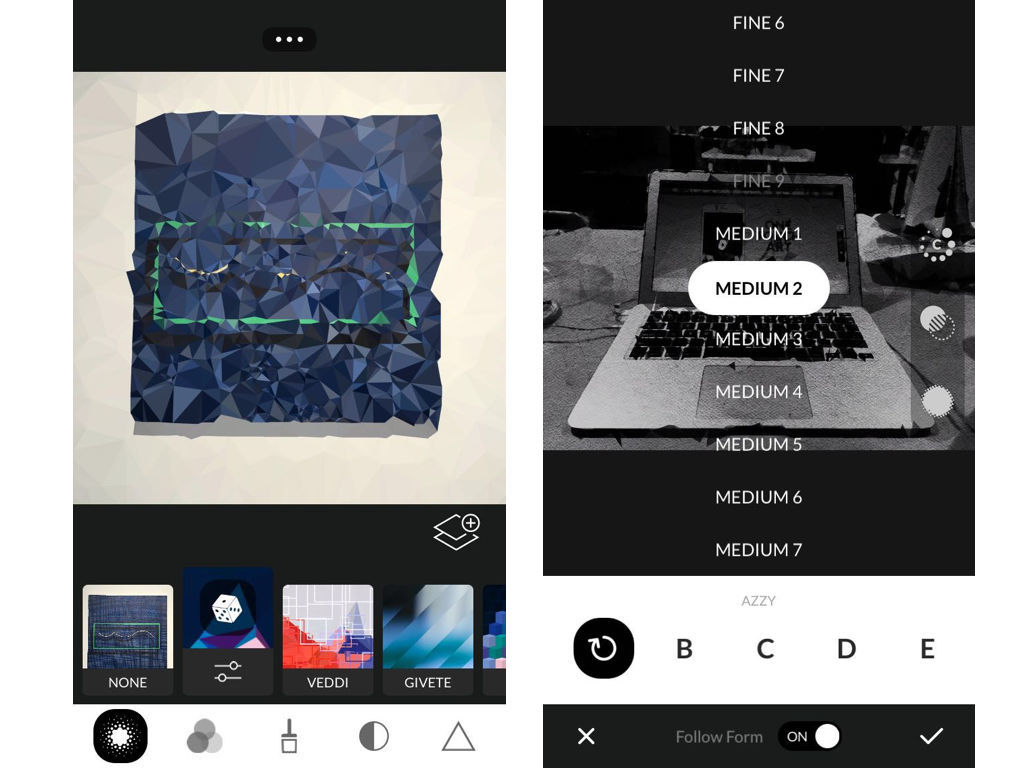 NONE
VEDDI
GIVETE
FINE 6
FINE 7
FINE 8
FINE 9
MEDIUM 1
MEDIUM 2
MEDIUM 3
MEDIUM 4
MEDIUM 5
MEDIUM 6
MEDIUM 7
C
AZZY
B C D E
Follow Form ON